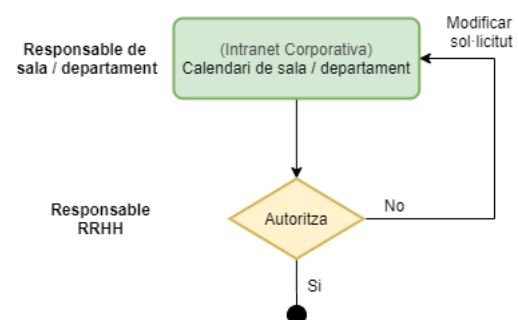 Modificar
sol·licitut
Responsable de
sala / departament
(Intranet Corporativa)
Calendari de sala / departament
Responsable
RRHH
Autoritza
No
Si